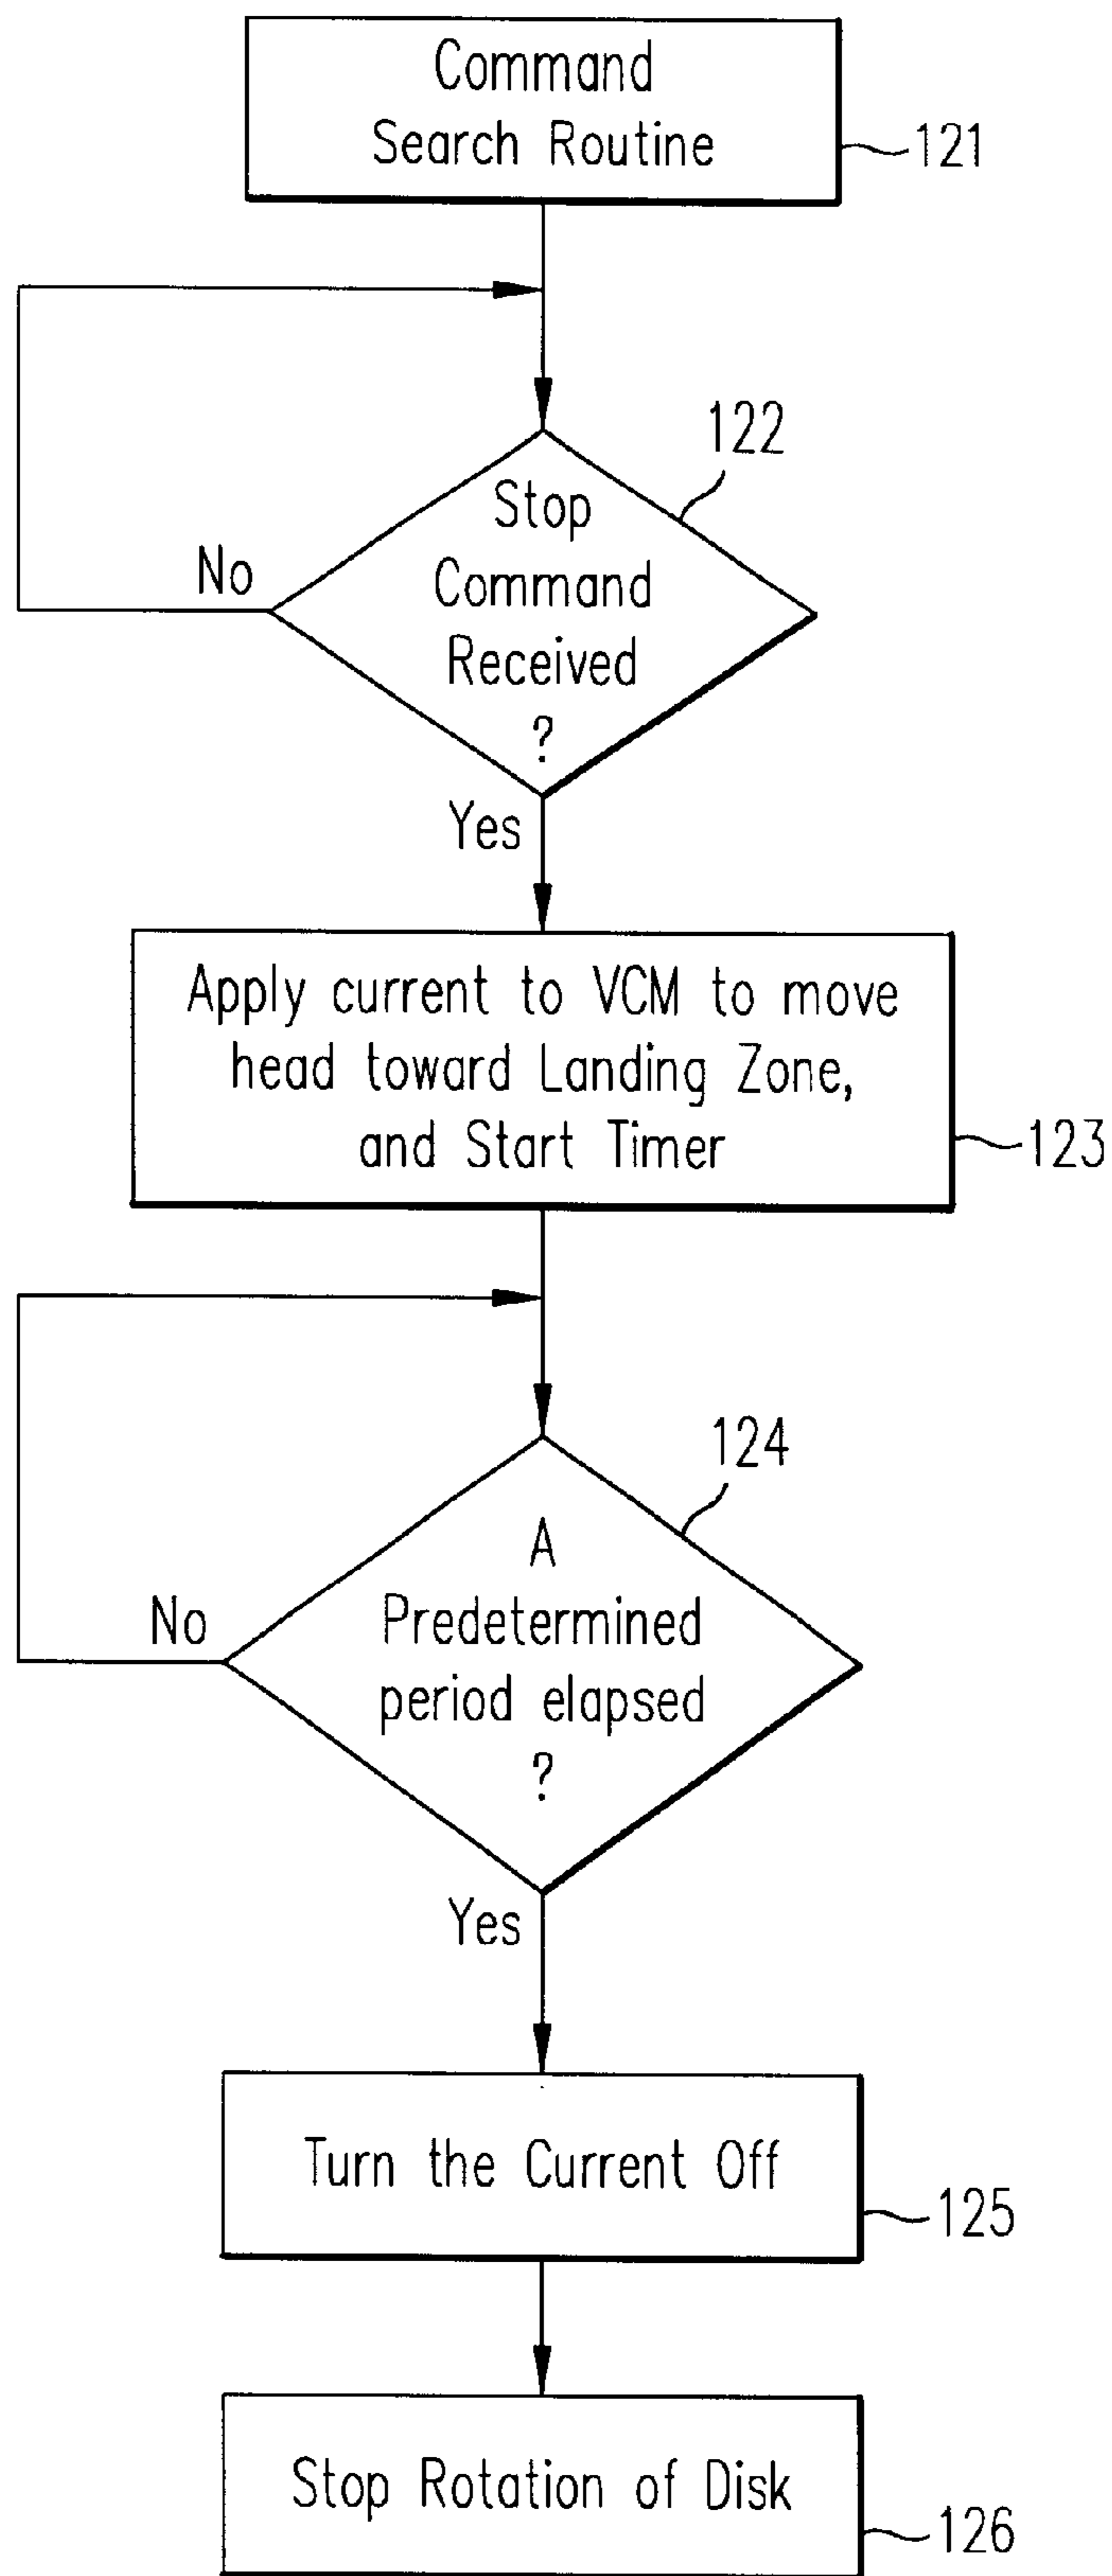 Command
Search Routine
121
122
Stop
Command
Received
?
No
Yes
Apply current to VCM to move
head toward Landing Zone,
and Start Timer
123
124
A
Predetermined
period elapsed
?
No
Yes
Turn the Current Off
125
Stop Rotation of Disk
126